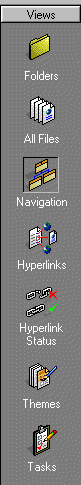 Views
Folders
All Files
Navigation
Hyperlinks
Hyperlink
Status
Themes
Tasks